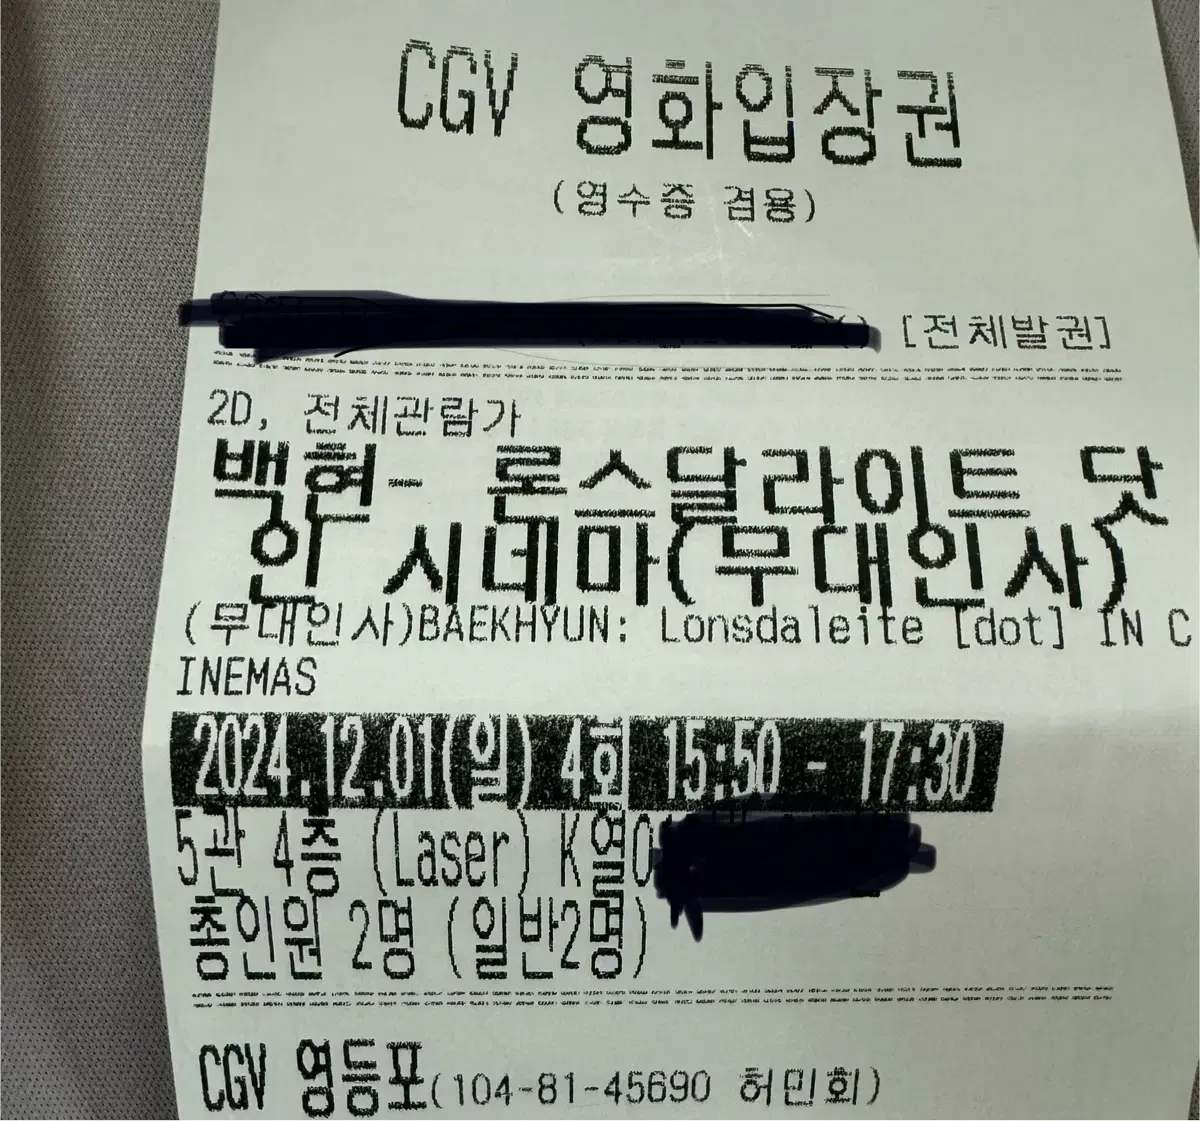 CGV 영화입장권
(영수증 겸용)
[전체발권]
2D, 전체관람가
백현- 론스달라이트 닷
인 시네마(무대인사)
(무대인사)BAEKHYUN: Lonsdaleite [dot] IN C
INEMAS
2024.12.01(일) 4회 15:50 - 17:30
5관 4층 (Laser) K열
총인원 2명 (일반2명)
CGV 영등포(104-81-45690 허민회)